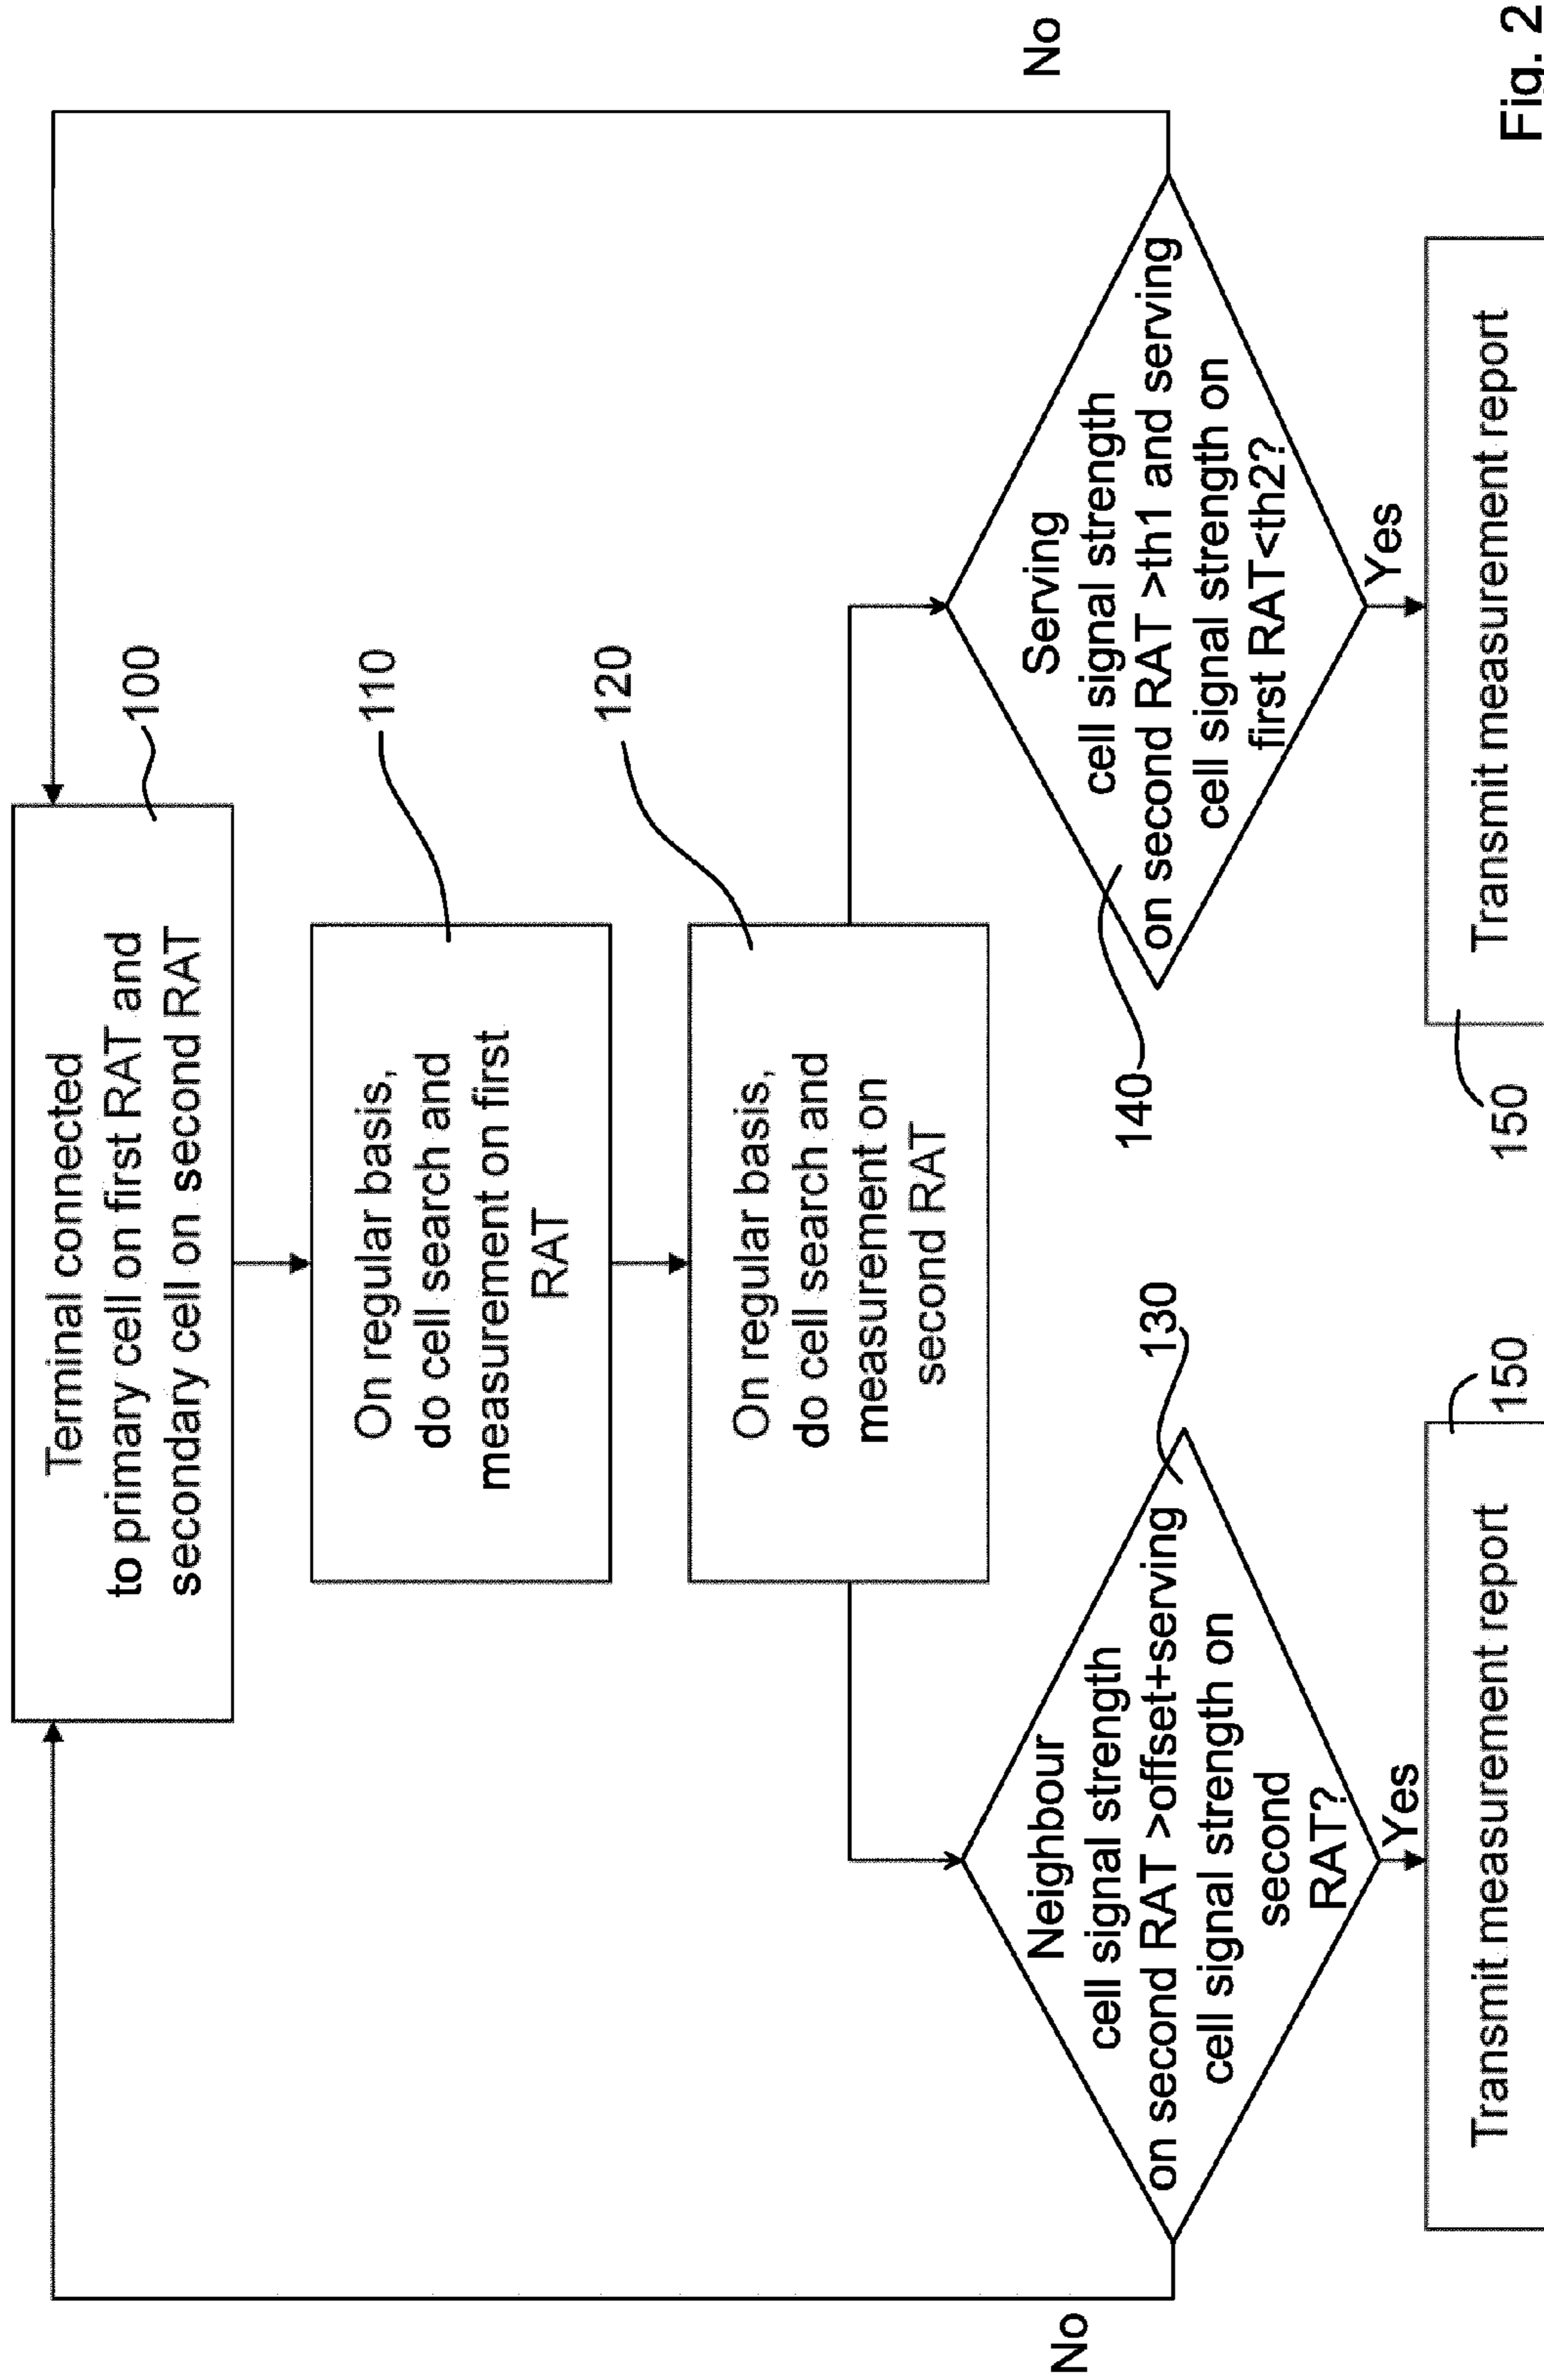 Terminal connected
to primary cell on first RAT and
secondary cell on second RAT
100
On regular basis,
do cell search and
measurement on first
RAT
110
On regular basis,
do cell search and
measurement on
second RAT
120
Neighbour
cell signal strength
on second RAT >offset+serving
cell signal strength on
second
RAT?
130
No
Yes
Transmit measurement report
150
Serving
cell signal strength
on second RAT >th1 and serving
cell signal strength on
first RAT<th2?
140
No
Yes
Transmit measurement report
150
Fig. 2